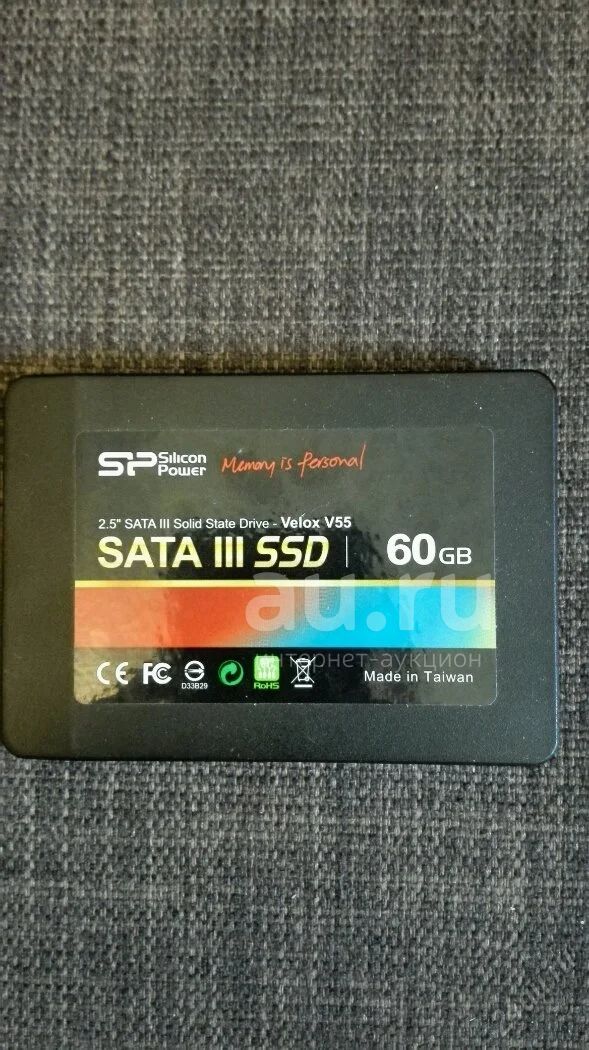 SP Silicon Power Memory is Personal
2.5" SATA III Solid State Drive - Velox V55
SATA III SSD | 60GB
au.ru
интернет-аукцион
CE FC D33B29 RoHS Made in Taiwan